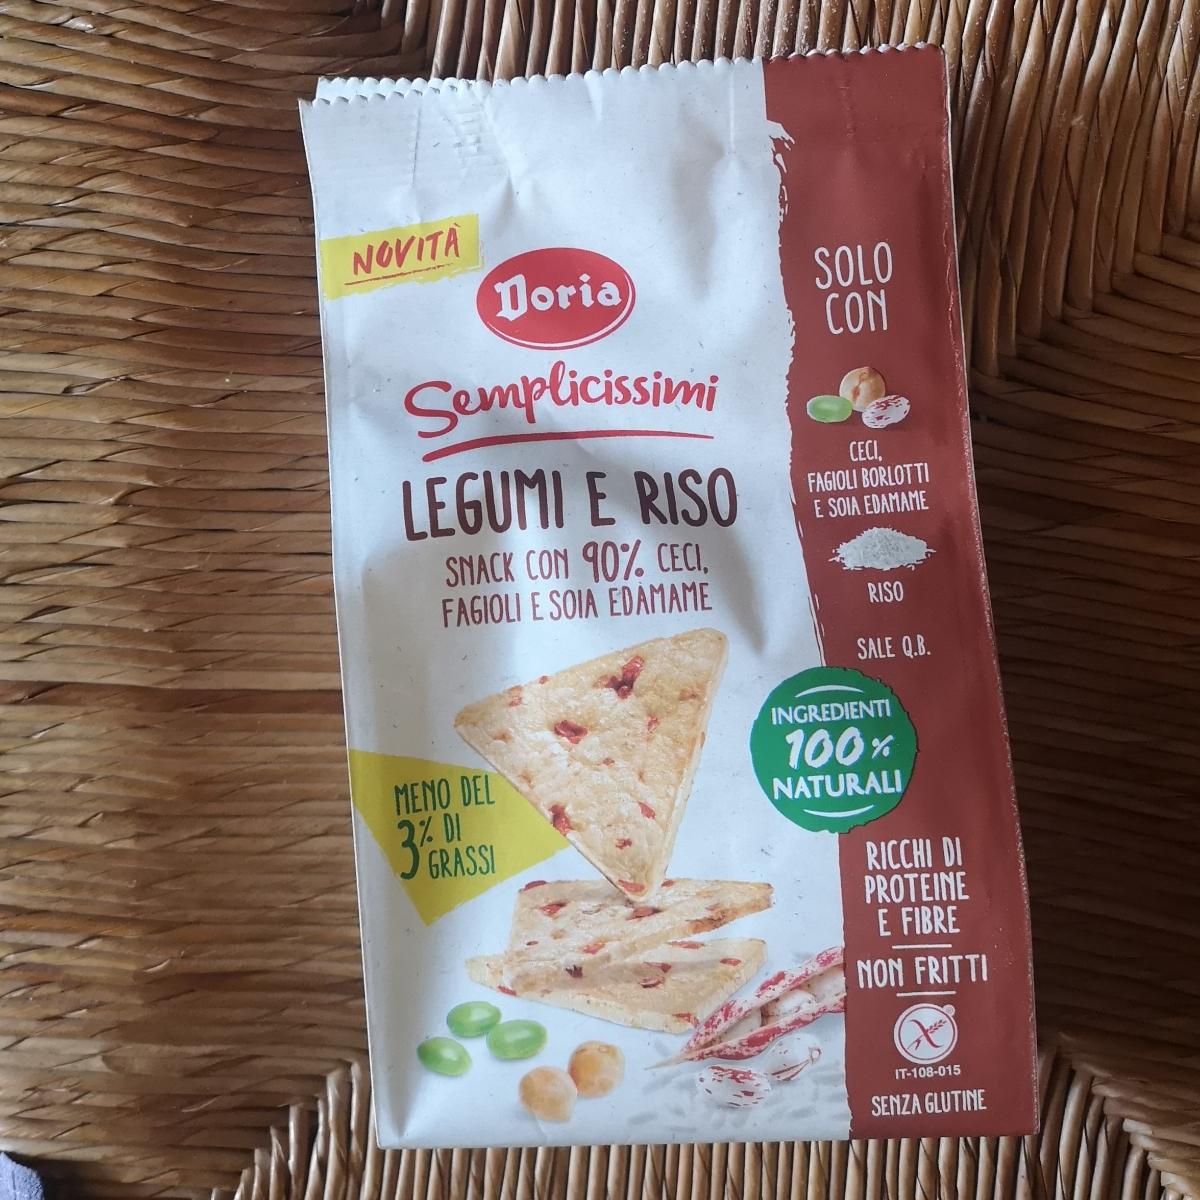 NOVITÀ
Doria
Semplicissimi
LEGUMI E RISO
SNACK CON 90% CECI,
FAGIOLI E SOIA EDAMAME
MENO DEL
3% DI
GRASSI
SOLO
CON
CECI,
FAGIOLI BORLOTTI
E SOIA EDAMAME
RISO
SALE Q.B.
INGREDIENTI
100%
NATURALI
RICCHI DI
PROTEINE
E FIBRE
NON FRITTI
IT-108-015
SENZA GLUTINE